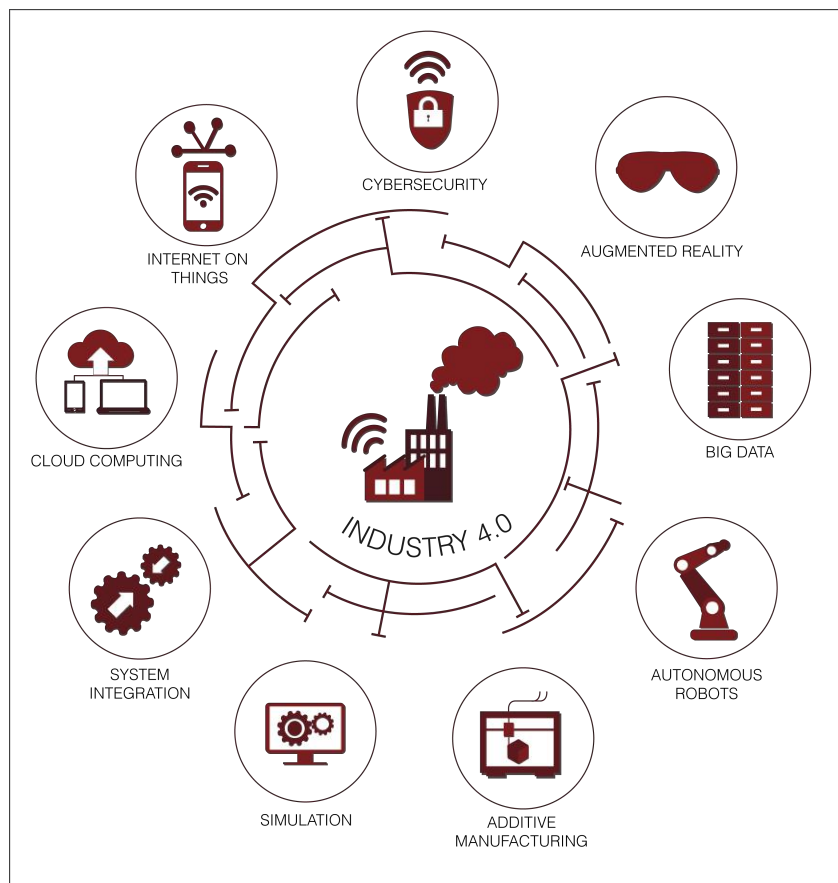 CYBERSECURITY
AUGMENTED REALITY
INTERNET ON
THINGS
BIG DATA
CLOUD COMPUTING
INDUSTRY 4.0
SYSTEM
INTEGRATION
AUTONOMOUS
ROBOTS
SIMULATION
ADDITIVE
MANUFACTURING